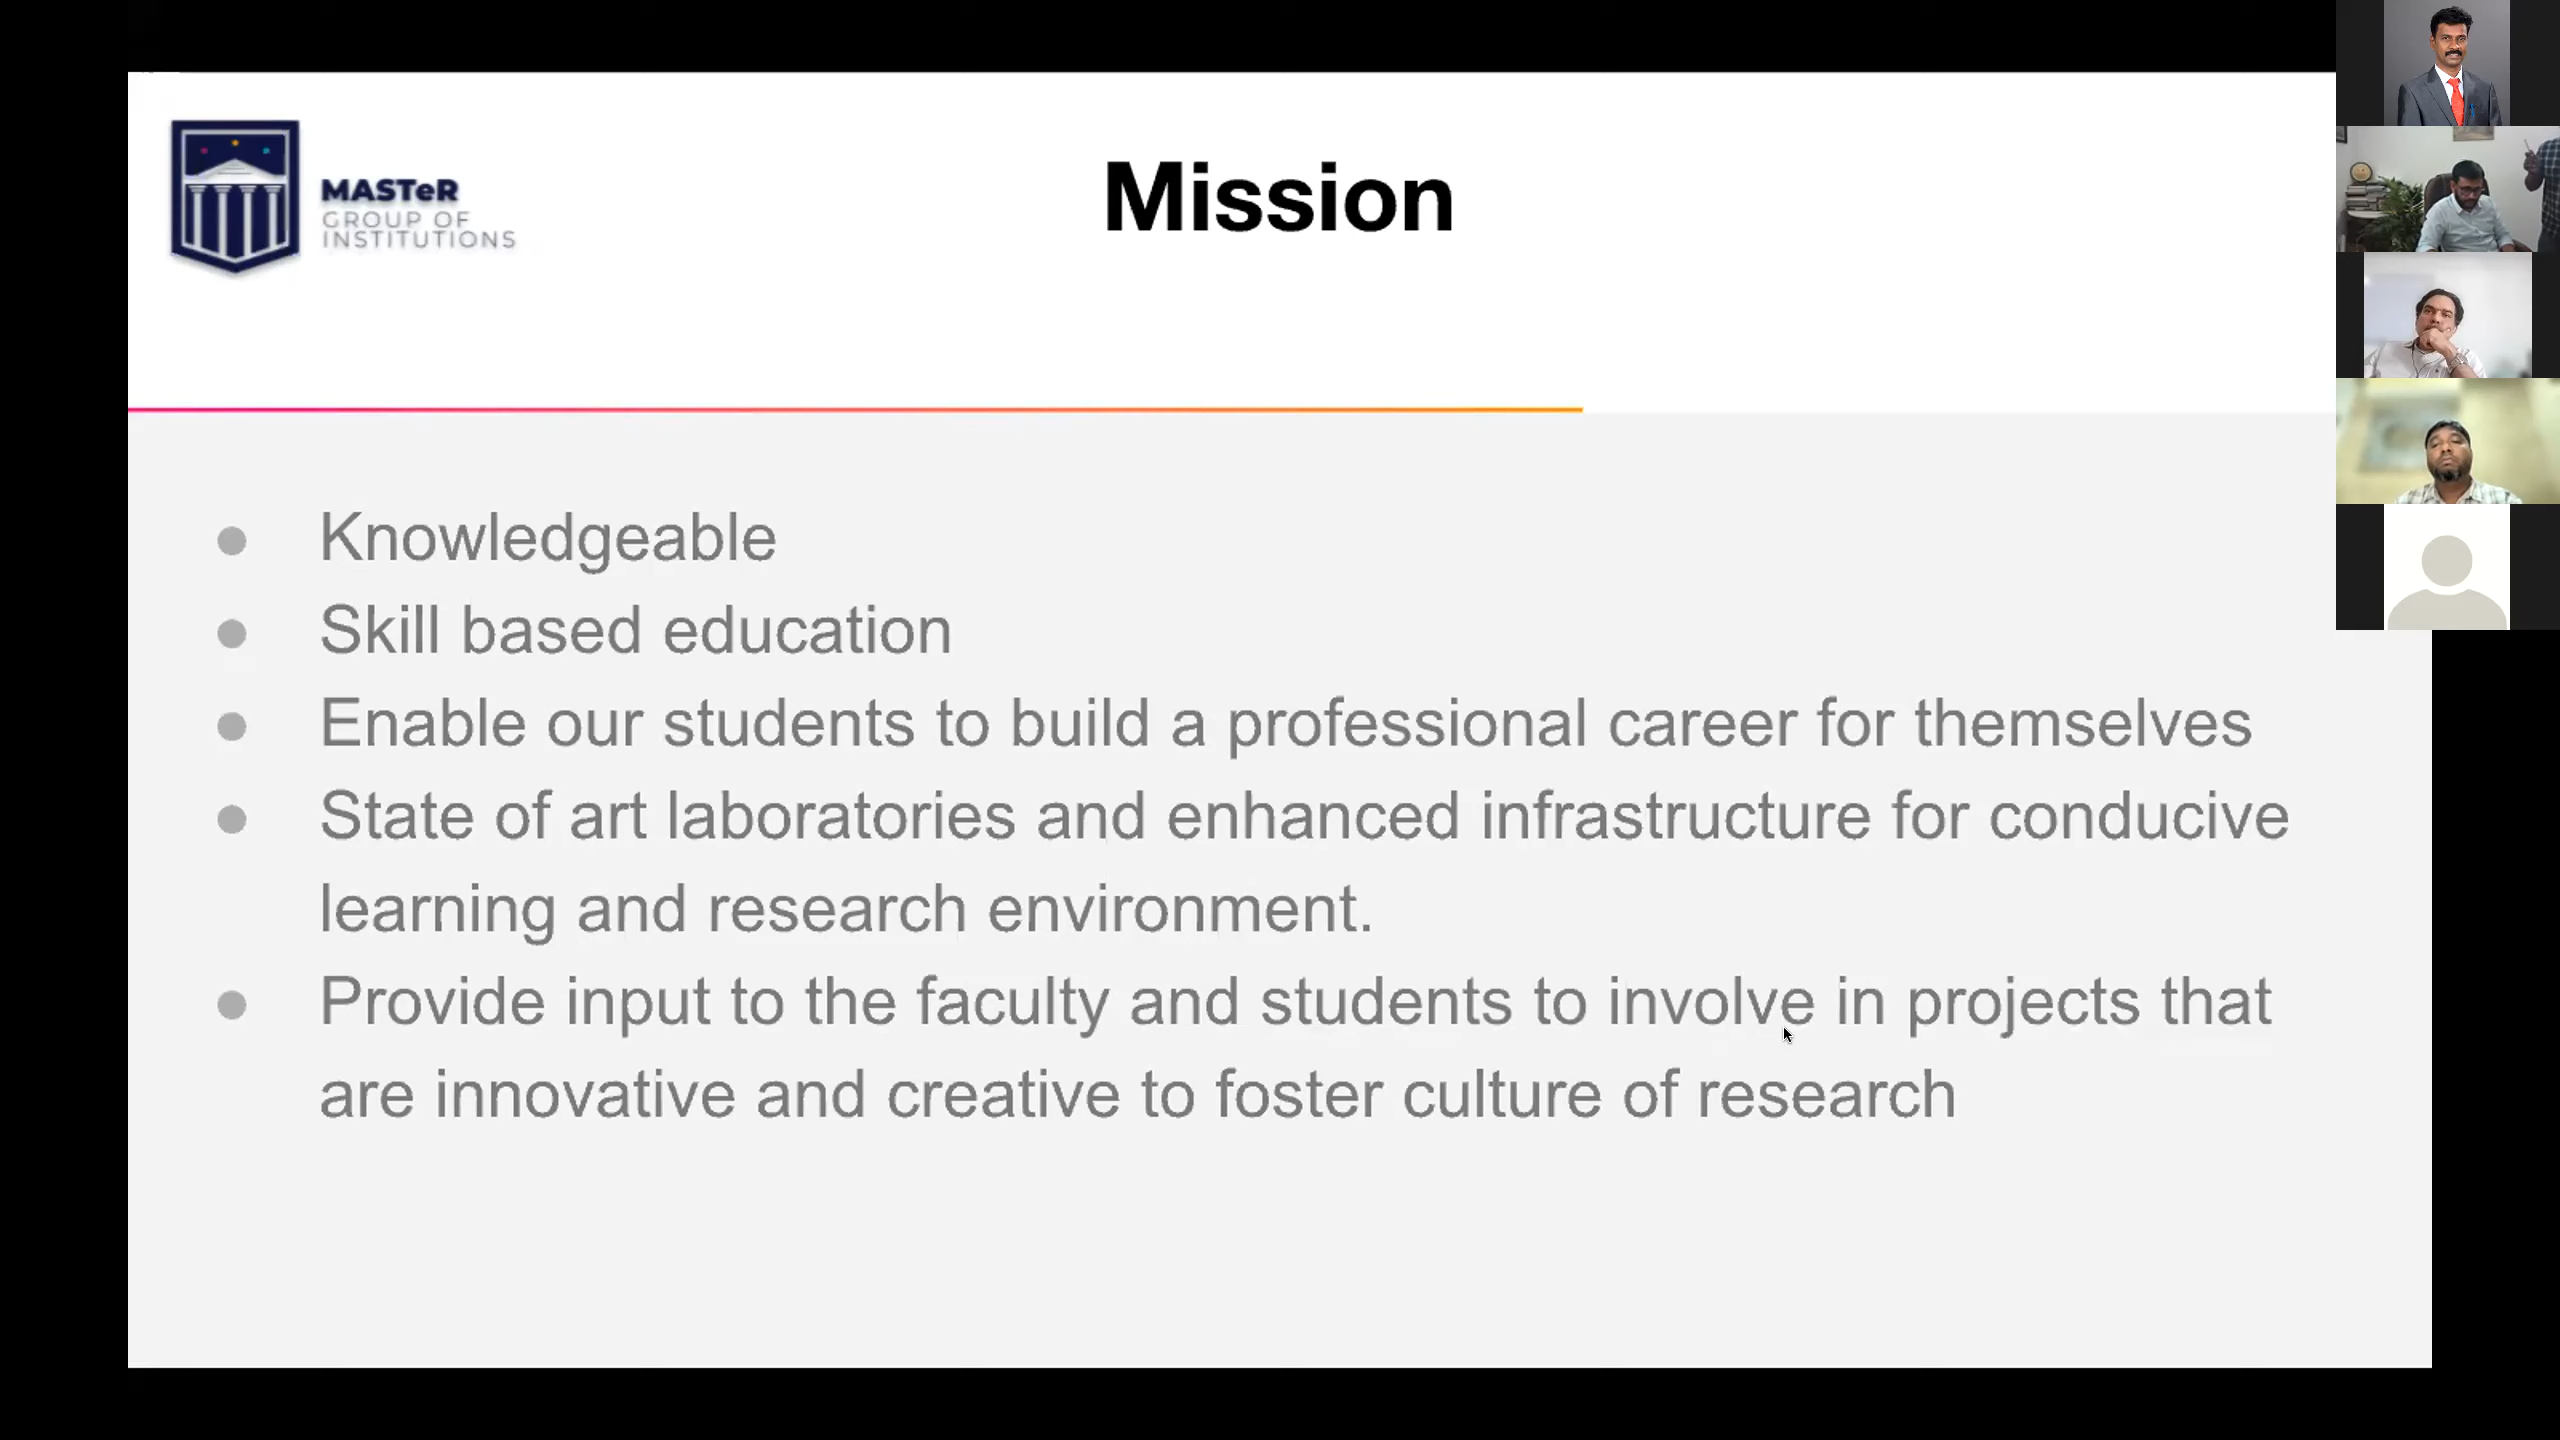 MASTeR
GROUP OF
INSTITUTIONS
Mission
Knowledgeable
Skill based education
Enable our students to build a professional career for themselves
State of art laboratories and enhanced infrastructure for conducive
learning and research environment.
Provide input to the faculty and students to involve in projects that
are innovative and creative to foster culture of research